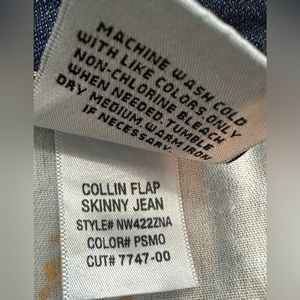 MACHINE WASH COLD
WITH LIKE COLORS. ONLY
NON-CHLORINE BLEACH
WHEN NEEDED. TUMBLE
DRY MEDIUM. WARM IRON
IF NECESSARY.
COLLIN FLAP
SKINNY JEAN
STYLE# NW422ZNA
COLOR# PSMO
CUT# 7747-00